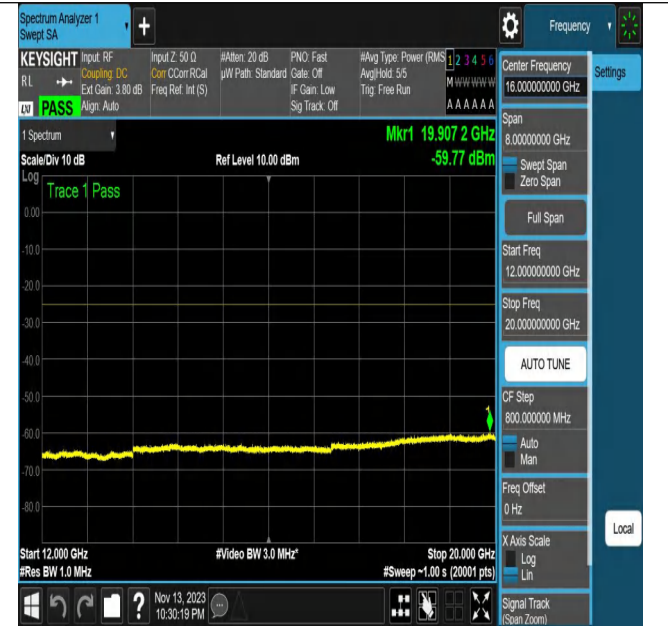 Spectrum Analyzer 1
Swept SA
+
Frequency
KEYSIGHT
RL
LXI
PASS
Input: RF
Coupling: DC
Ext Gain: 3.80 dB
Align: Auto
Input Z: 50 Ω
Corr CCorr RCal
Freq Ref: Int (S)
#Atten: 20 dB
µW Path: Standard
PNO: Fast
Gate: Off
IF Gain: Low
Sig Track: Off
#Avg Type: Power (RMS
Avg|Hold: 5/5
Trig: Free Run
1 2 3 4 5 6
M W W W W W
A A A A A A
1 Spectrum
Mkr1 19.907 2 GHz
Scale/Div 10 dB
Ref Level 10.00 dBm
-59.77 dBm
Log
Trace 1 Pass
0.00
-10.0
-20.0
-30.0
-40.0
-50.0
-60.0
-70.0
-80.0
1
Start 12.000 GHz
#Video BW 3.0 MHz*
Stop 20.000 GHz
#Res BW 1.0 MHz
#Sweep ~1.00 s (20001 pts)
Center Frequency
16.000000000 GHz
Settings
Span
8.00000000 GHz
Swept Span
Zero Span
Full Span
Start Freq
12.000000000 GHz
Stop Freq
20.000000000 GHz
AUTO TUNE
CF Step
800.000000 MHz
Auto
Man
Freq Offset
0 Hz
X Axis Scale
Log
Lin
Local
Signal Track
(Span Zoom)
?
Nov 13, 2023
10:30:19 PM